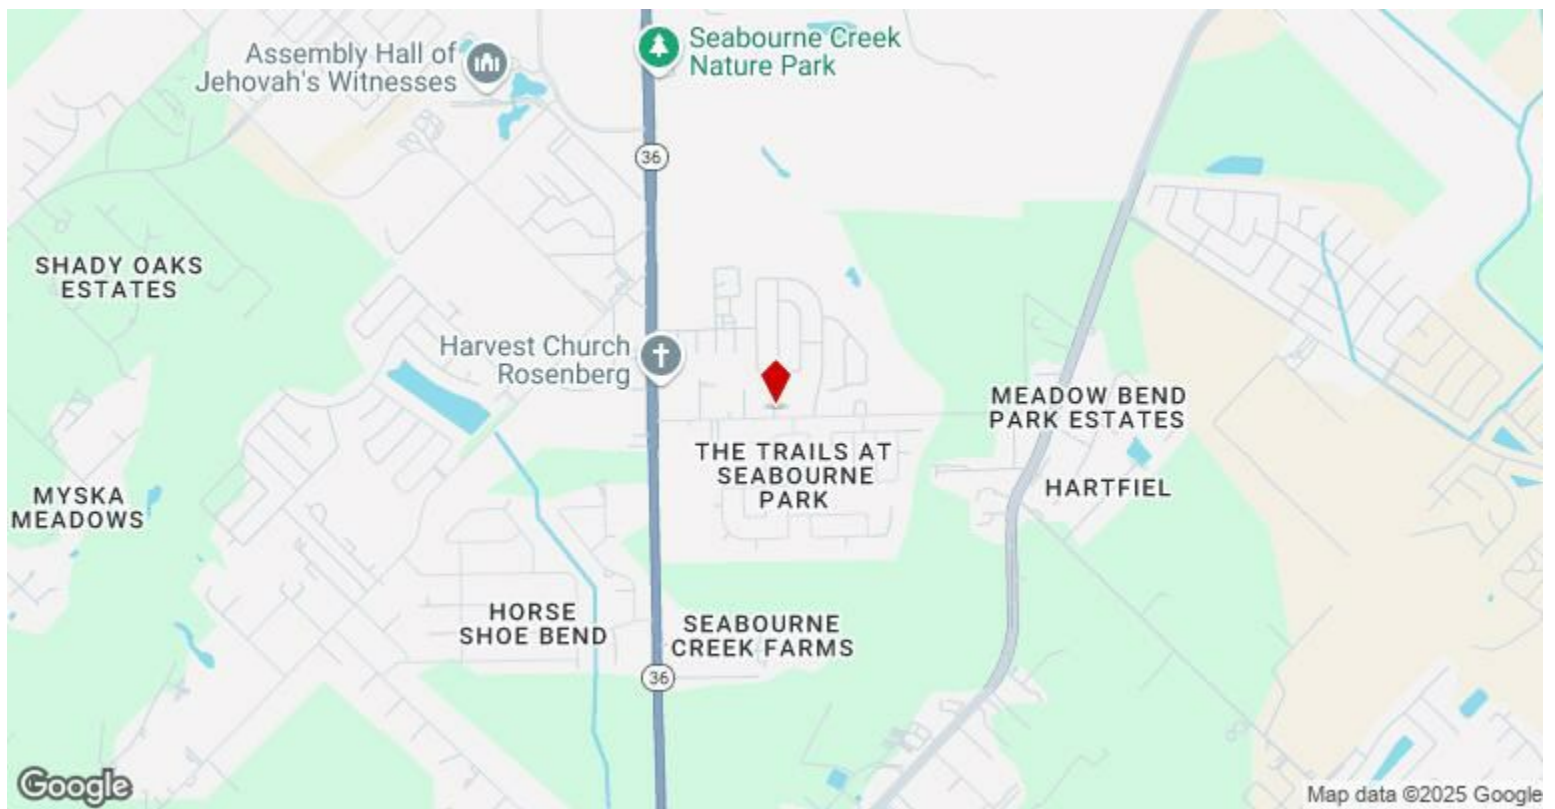 Assembly Hall of
Jehovah's Witnesses
Seabourne Creek
Nature Park
36
SHADY OAKS
ESTATES
Harvest Church
Rosenberg
MEADOW BEND
PARK ESTATES
THE TRAILS AT
SEABOURNE
PARK
HARTFIEL
MYSKA
MEADOWS
HORSE
SHOE BEND
SEABOURNE
CREEK FARMS
36
Google
Map data ©2025 Google